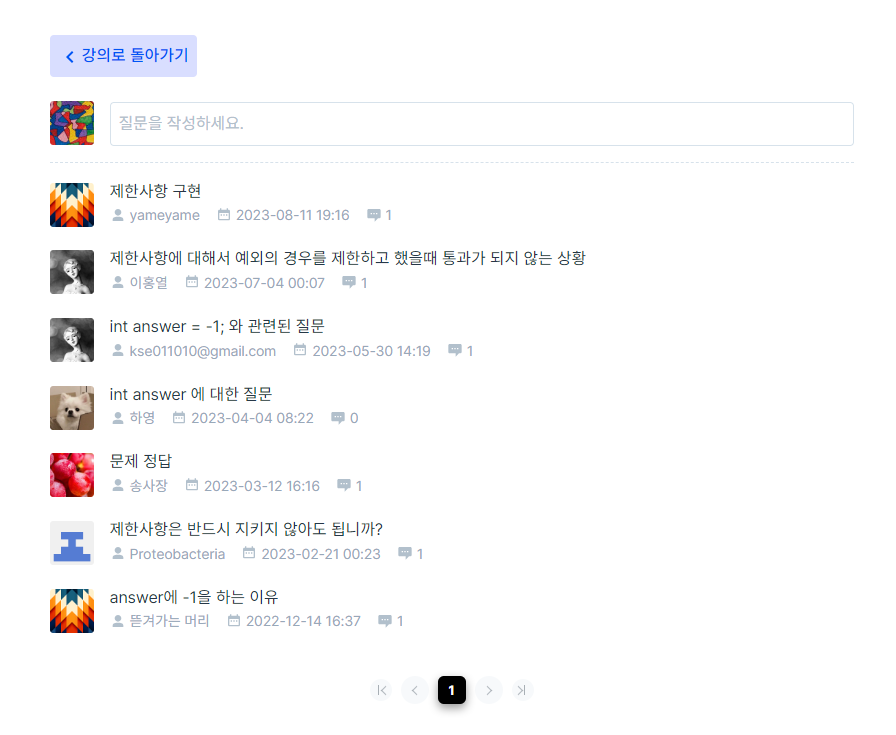 강의로 돌아가기
질문을 작성하세요.
제한사항 구현
yameyame 2023-08-11 19:16 1
제한사항에 대해서 예외의 경우를 제한하고 했을때 통과가 되지 않는 상황
이홍열 2023-07-04 00:07 1
int answer = -1; 와 관련된 질문
kse011010@gmail.com 2023-05-30 14:19 1
int answer 에 대한 질문
하영 2023-04-04 08:22 0
문제 정답
송사장 2023-03-12 16:16 1
제한사항은 반드시 지키지 않아도 됩니까?
Proteobacteria 2023-02-21 00:23 1
answer에 -1을 하는 이유
뜯겨가는 머리 2022-12-14 16:37 1
1